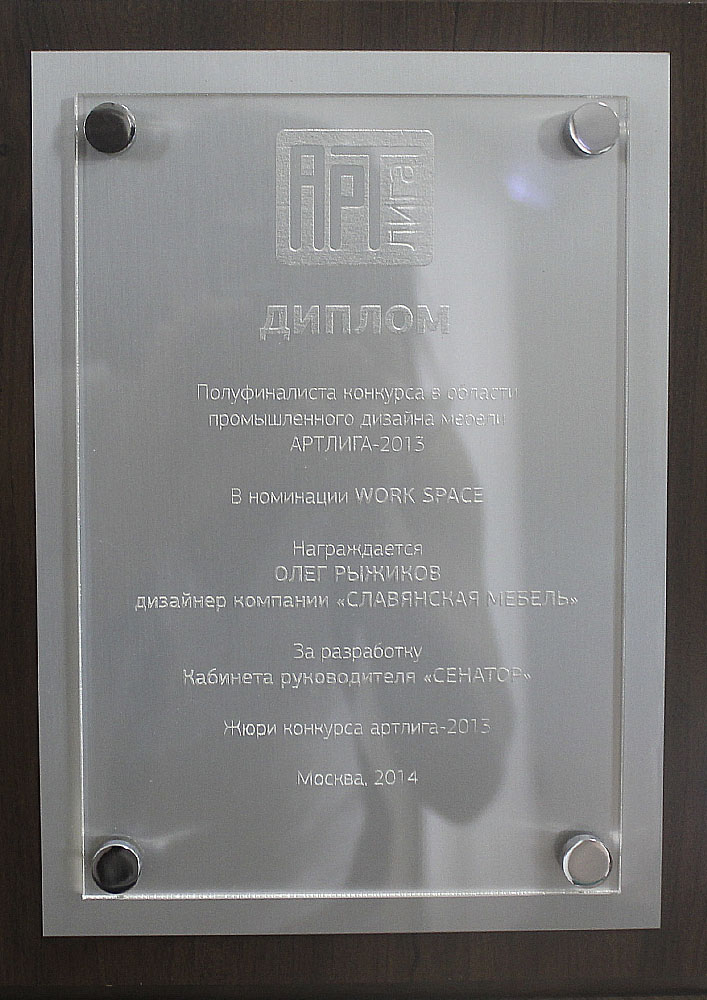 АРТ
лига
ДИПЛОМ
Полуфиналиста конкурса в области
промышленного дизайна мебели
АРТЛИГА-2013
В номинации WORK SPACE
Награждается
ОЛЕГ РЫЖИКОВ
дизайнер компании «СЛАВЯНСКАЯ МЕБЕЛЬ»
За разработку
Кабинета руководителя «СЕНАТОР»
Жюри конкурса артлига-2013
Москва, 2014